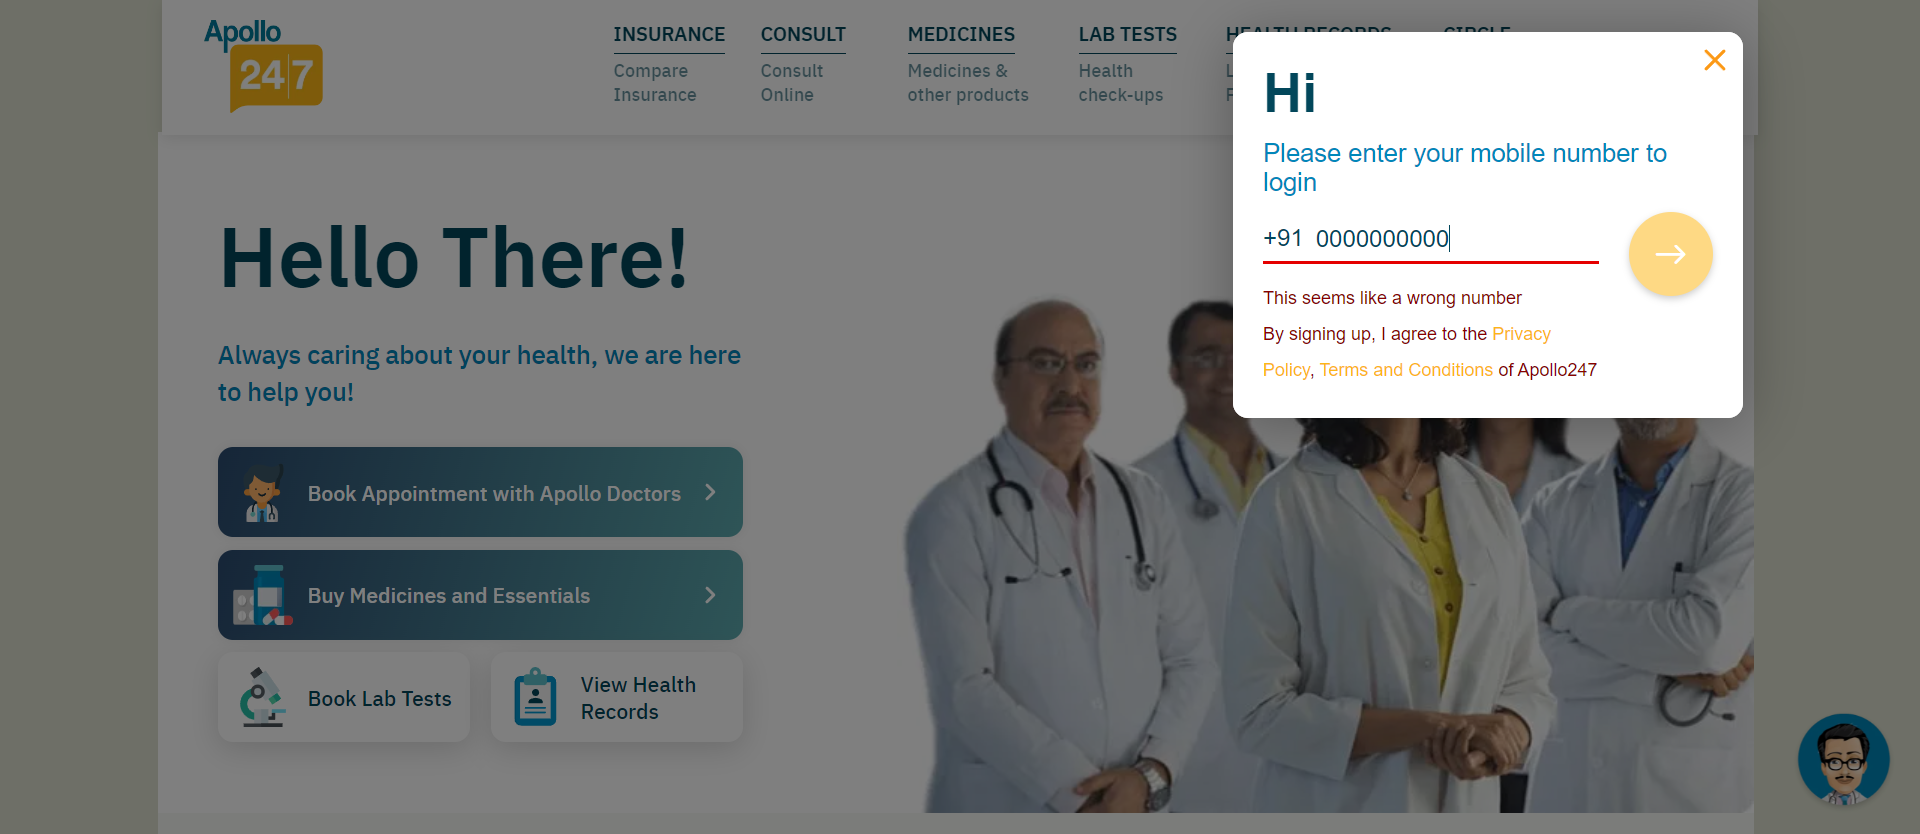 Apollo
24|7
INSURANCE
Compare
Insurance
CONSULT
Consult
Online
MEDICINES
Medicines &
other products
LAB TESTS
Health
check-ups
HEALTH RECORDS
CIRCLE
Hi
Please enter your mobile number to
login
+91 0000000000
This seems like a wrong number
By signing up, I agree to the Privacy
Policy, Terms and Conditions of Apollo247
Hello There!
Always caring about your health, we are here
to help you!
Book Appointment with Apollo Doctors
Buy Medicines and Essentials
Book Lab Tests
View Health
Records